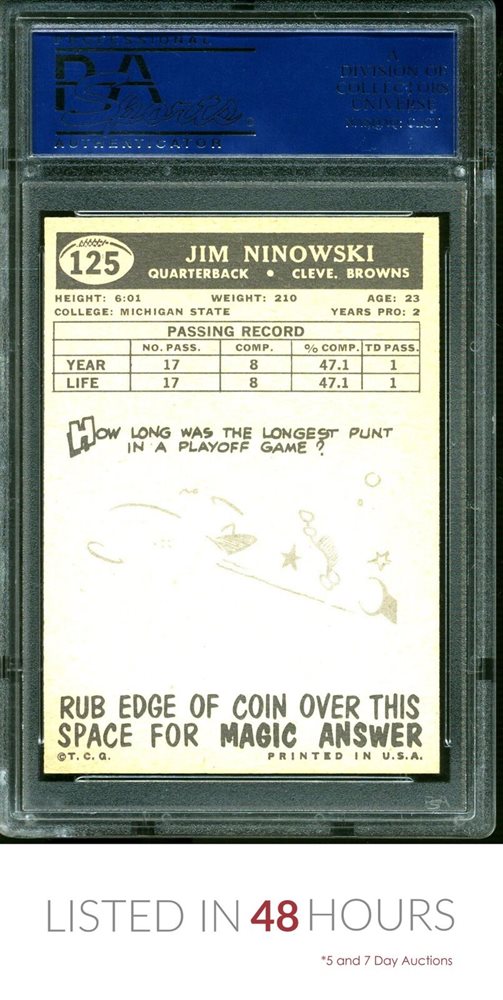 PROFESSIONAL
PSA
Sports
AUTHENTICATOR
A
DIVISION OF
COLLECTORS
UNIVERSE
125
JIM NINOWSKI
QUARTERBACK • CLEVE. BROWNS
HEIGHT: 6:01 WEIGHT: 210 AGE: 23
COLLEGE: MICHIGAN STATE YEARS PRO: 2
PASSING RECORD
NO. PASS. COMP. % COMP. TD PASS.
YEAR 17 8 47.1 1
LIFE 17 8 47.1 1
HOW LONG WAS THE LONGEST PUNT
IN A PLAYOFF GAME?
RUB EDGE OF COIN OVER THIS
SPACE FOR MAGIC ANSWER
©T.C.G. PRINTED IN U.S.A.
LISTED IN 48 HOURS
*5 and 7 Day Auctions